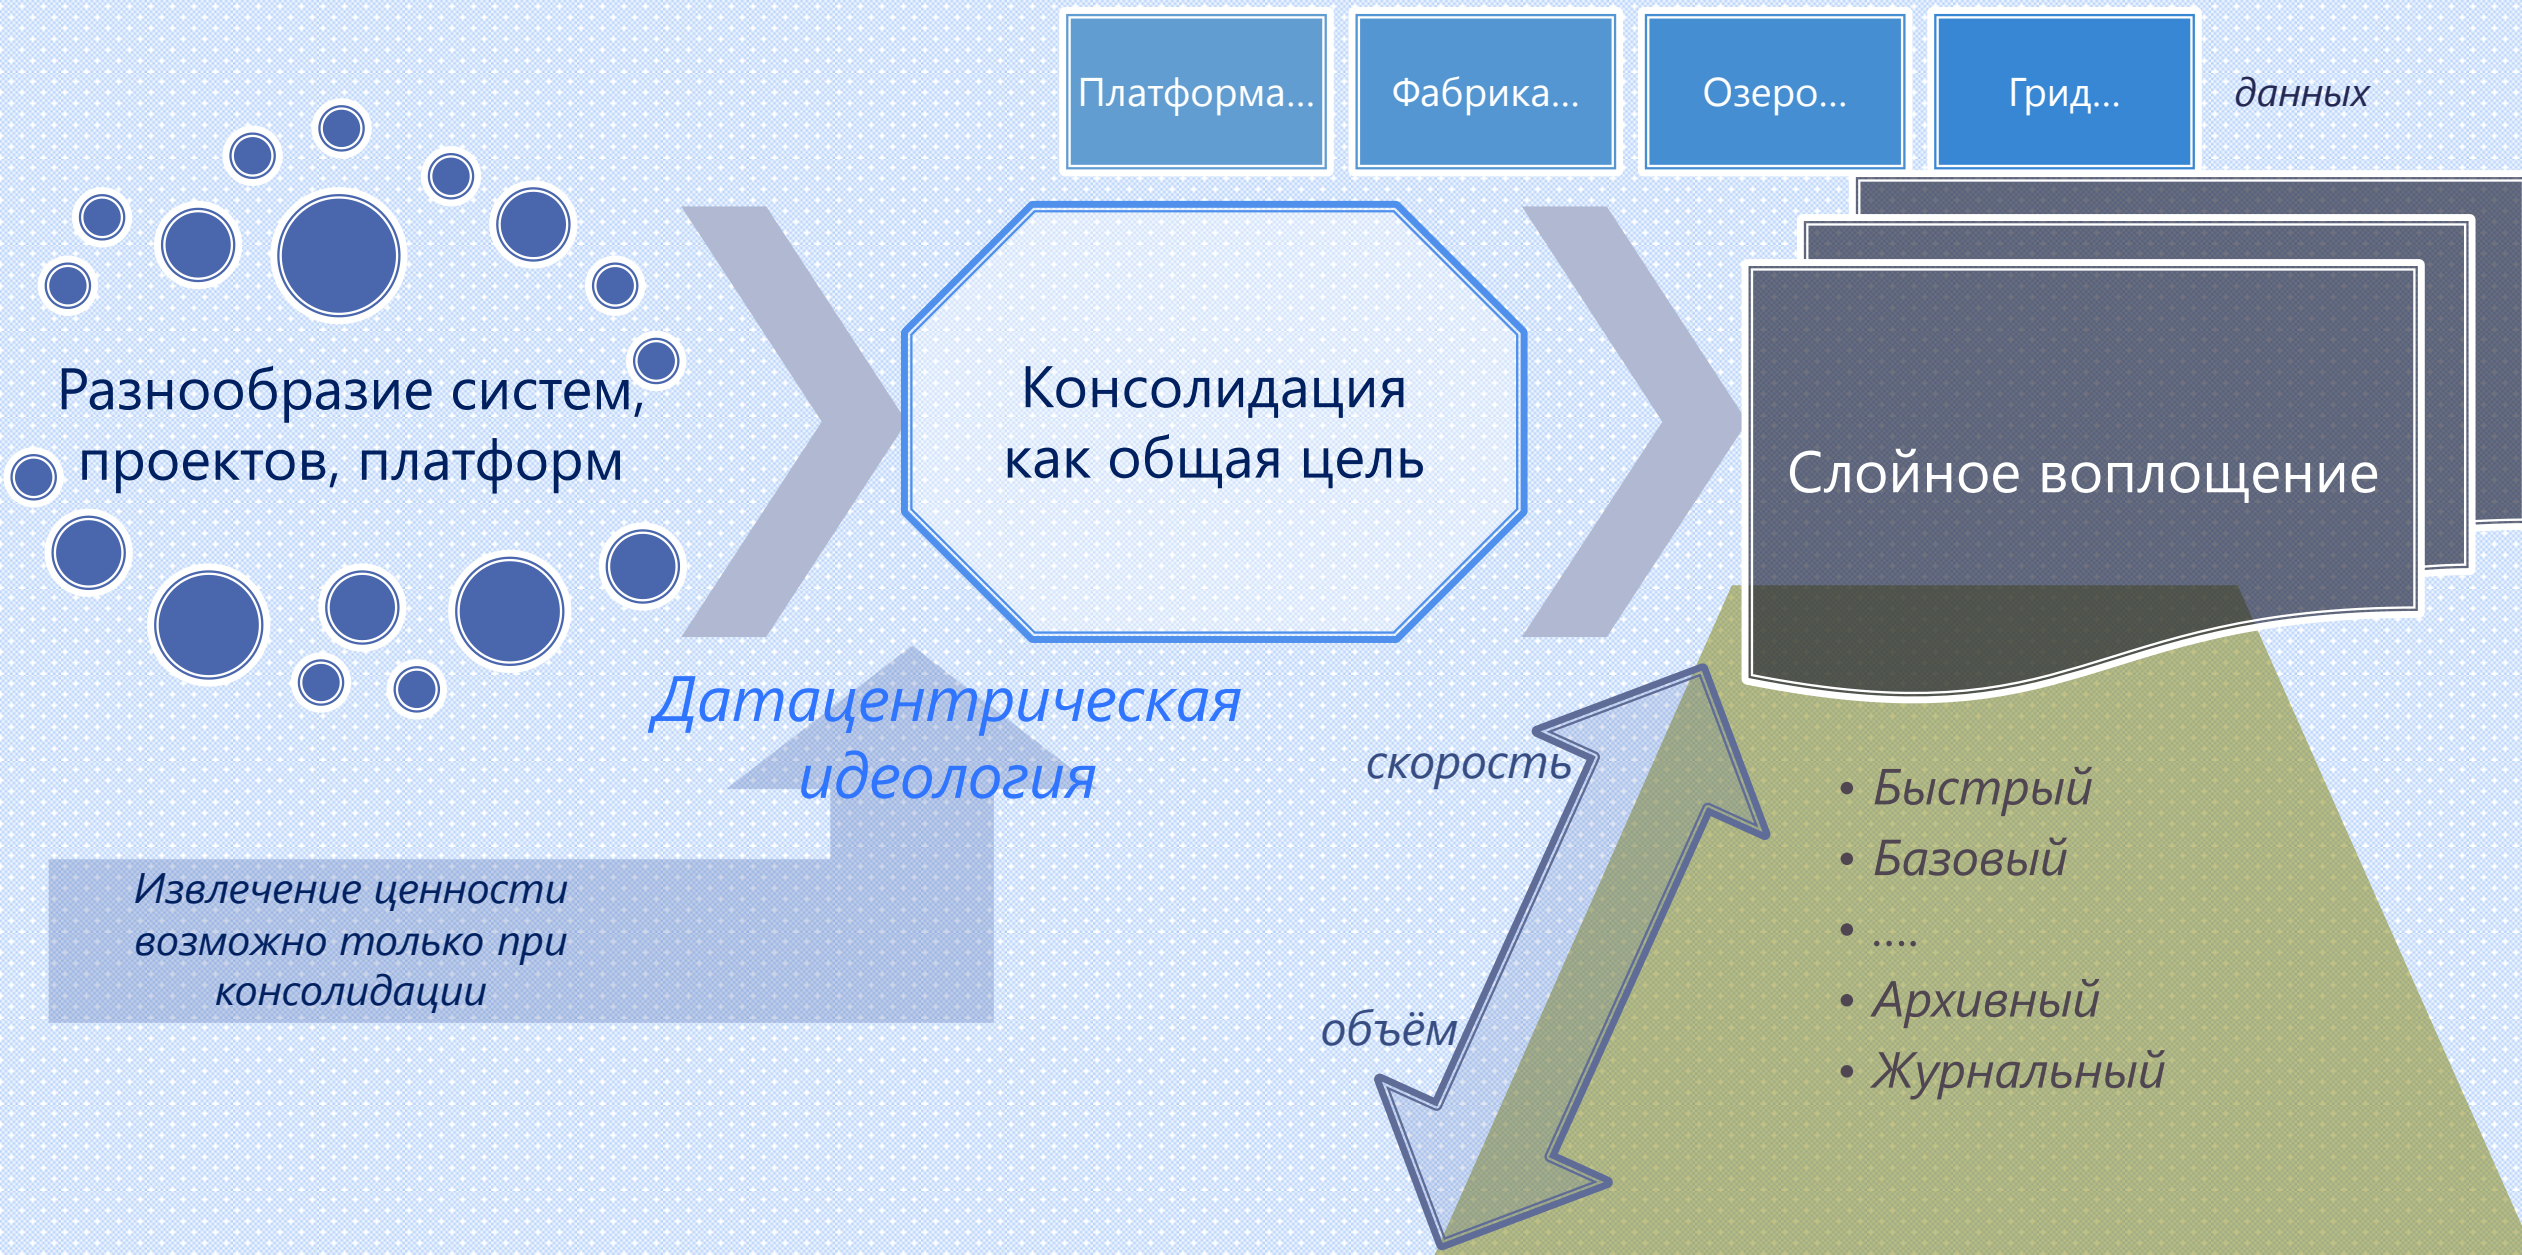 Платформа...
Фабрика...
Озеро...
Грид...
данных
Разнообразие систем,
проектов, платформ
Консолидация
как общая цель
Слойное воплощение
Датацентрическая
идеология
Извлечение ценности
возможно только при
консолидации
скорость
объём
• Быстрый
• Базовый
• ....
• Архивный
• Журнальный